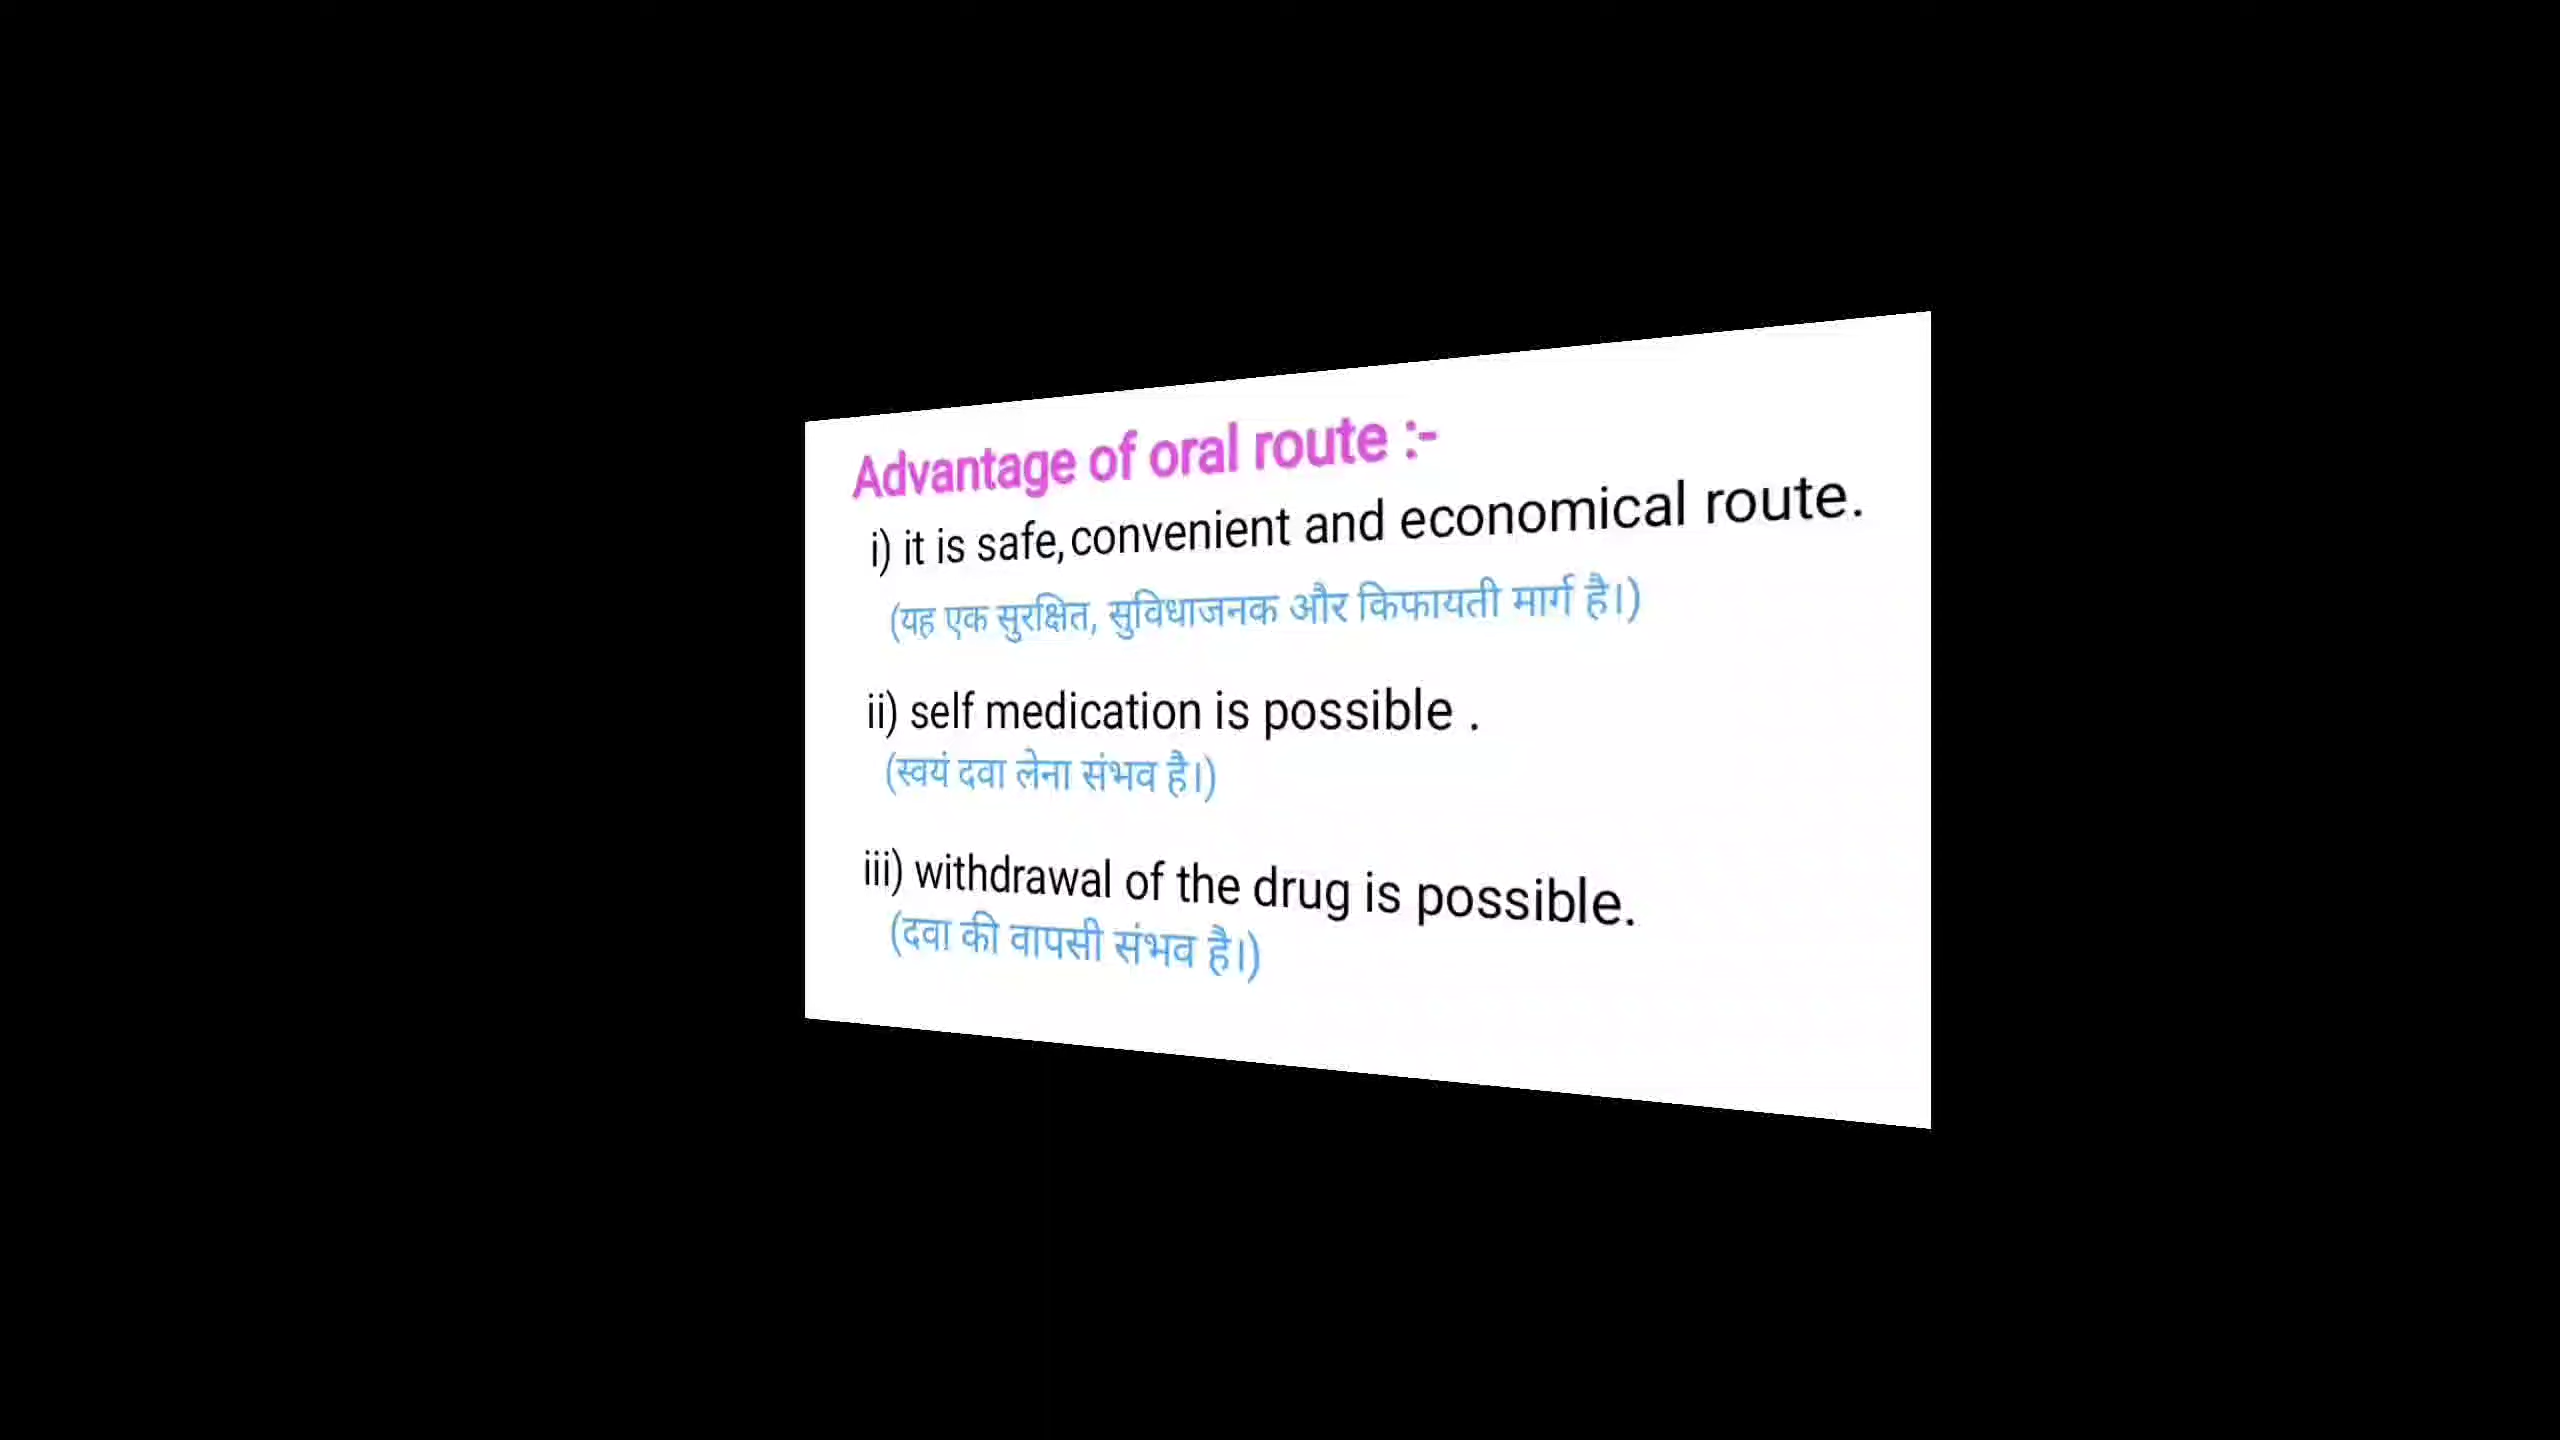 Advantage of oral route :-
i) it is safe, convenient and economical route.
(यह एक सुरक्षित, सुविधाजनक और किफायती मार्ग है।)
ii) self medication is possible .
(स्वयं दवा लेना संभव है।)
iii) withdrawal of the drug is possible.
(दवा की वापसी संभव है।)